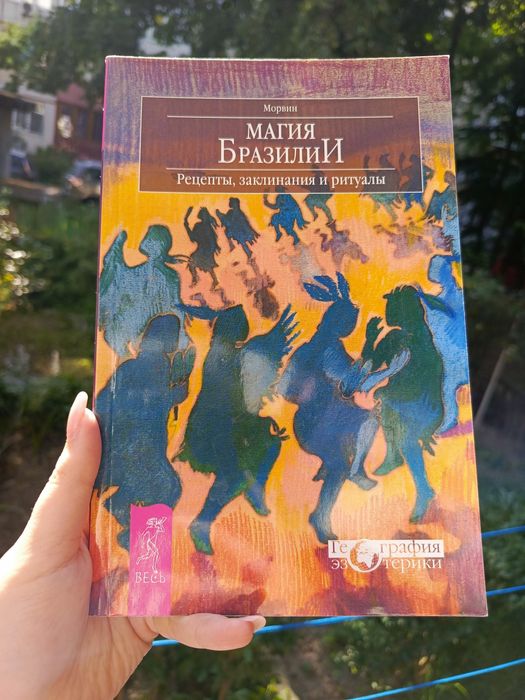 Морвин
МАГИЯ
БРАЗИЛИИ
Рецепты, заклинания и ритуалы
ВЕСЬ
География
эзотерики